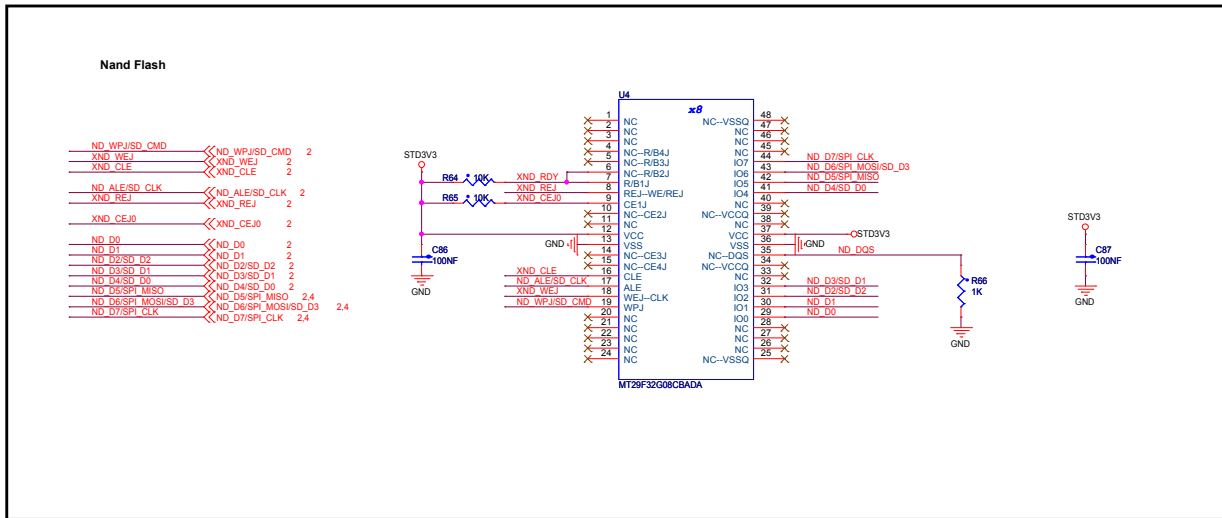 Nand Flash
ND_WPJ/SD_CMD ND_WPJ/SD_CMD 2
XND_WEJ XND_WEJ 2
XND_CLE XND_CLE 2
ND_ALE/SD_CLK ND_ALE/SD_CLK 2
XND_REJ XND_REJ 2
XND_CEJ0 XND_CEJ0 2
ND_D0 ND_D0 2
ND_D1 ND_D1 2
ND_D2/SD_D2 ND_D2/SD_D2 2
ND_D3/SD_D1 ND_D3/SD_D1 2
ND_D4/SD_D0 ND_D4/SD_D0 2
ND_D5/SPI_MISO ND_D5/SPI_MISO 2,4
ND_D6/SPI_MOSI/SD_D3 ND_D6/SPI_MOSI/SD_D3 2,4
ND_D7/SPI_CLK ND_D7/SPI_CLK 2,4
STD3V3
R64 10K XND_RDY
XND_REJ
R65 10K XND_CEJ0
C86
100NF
GND
GND
XND_CLE
ND_ALE/SD_CLK
XND_WEJ
ND_WPJ/SD_CMD
U4
x8
1 NC NC--VSSQ 48
2 NC NC 47
3 NC NC 46
4 NC--R/B4J NC 45
5 NC--R/B3J IO7 44
6 NC--R/B2J IO6 43
7 R/B1J IO5 42
8 REJ--WE/REJ IO4 41
9 CE1J NC 40
10 NC--CE2J NC--VCCQ 39
11 NC NC 38
12 VCC VCC 37
13 VSS VSS 36
14 NC--CE3J NC--DQS 35
15 NC--CE4J NC--VCCQ 34
16 CLE NC 33
17 ALE IO3 32
18 WEJ--CLK IO2 31
19 WPJ IO1 30
20 NC IO0 29
21 NC NC 28
22 NC NC 27
23 NC NC 26
24 NC NC--VSSQ 25
MT29F32G08CBADA
ND_D7/SPI_CLK
ND_D6/SPI_MOSI/SD_D3
ND_D5/SPI_MISO
ND_D4/SD_D0
STD3V3
GND
ND_DQS
ND_D3/SD_D1
ND_D2/SD_D2
ND_D1
ND_D0
R66
1K
GND
STD3V3
C87
100NF
GND